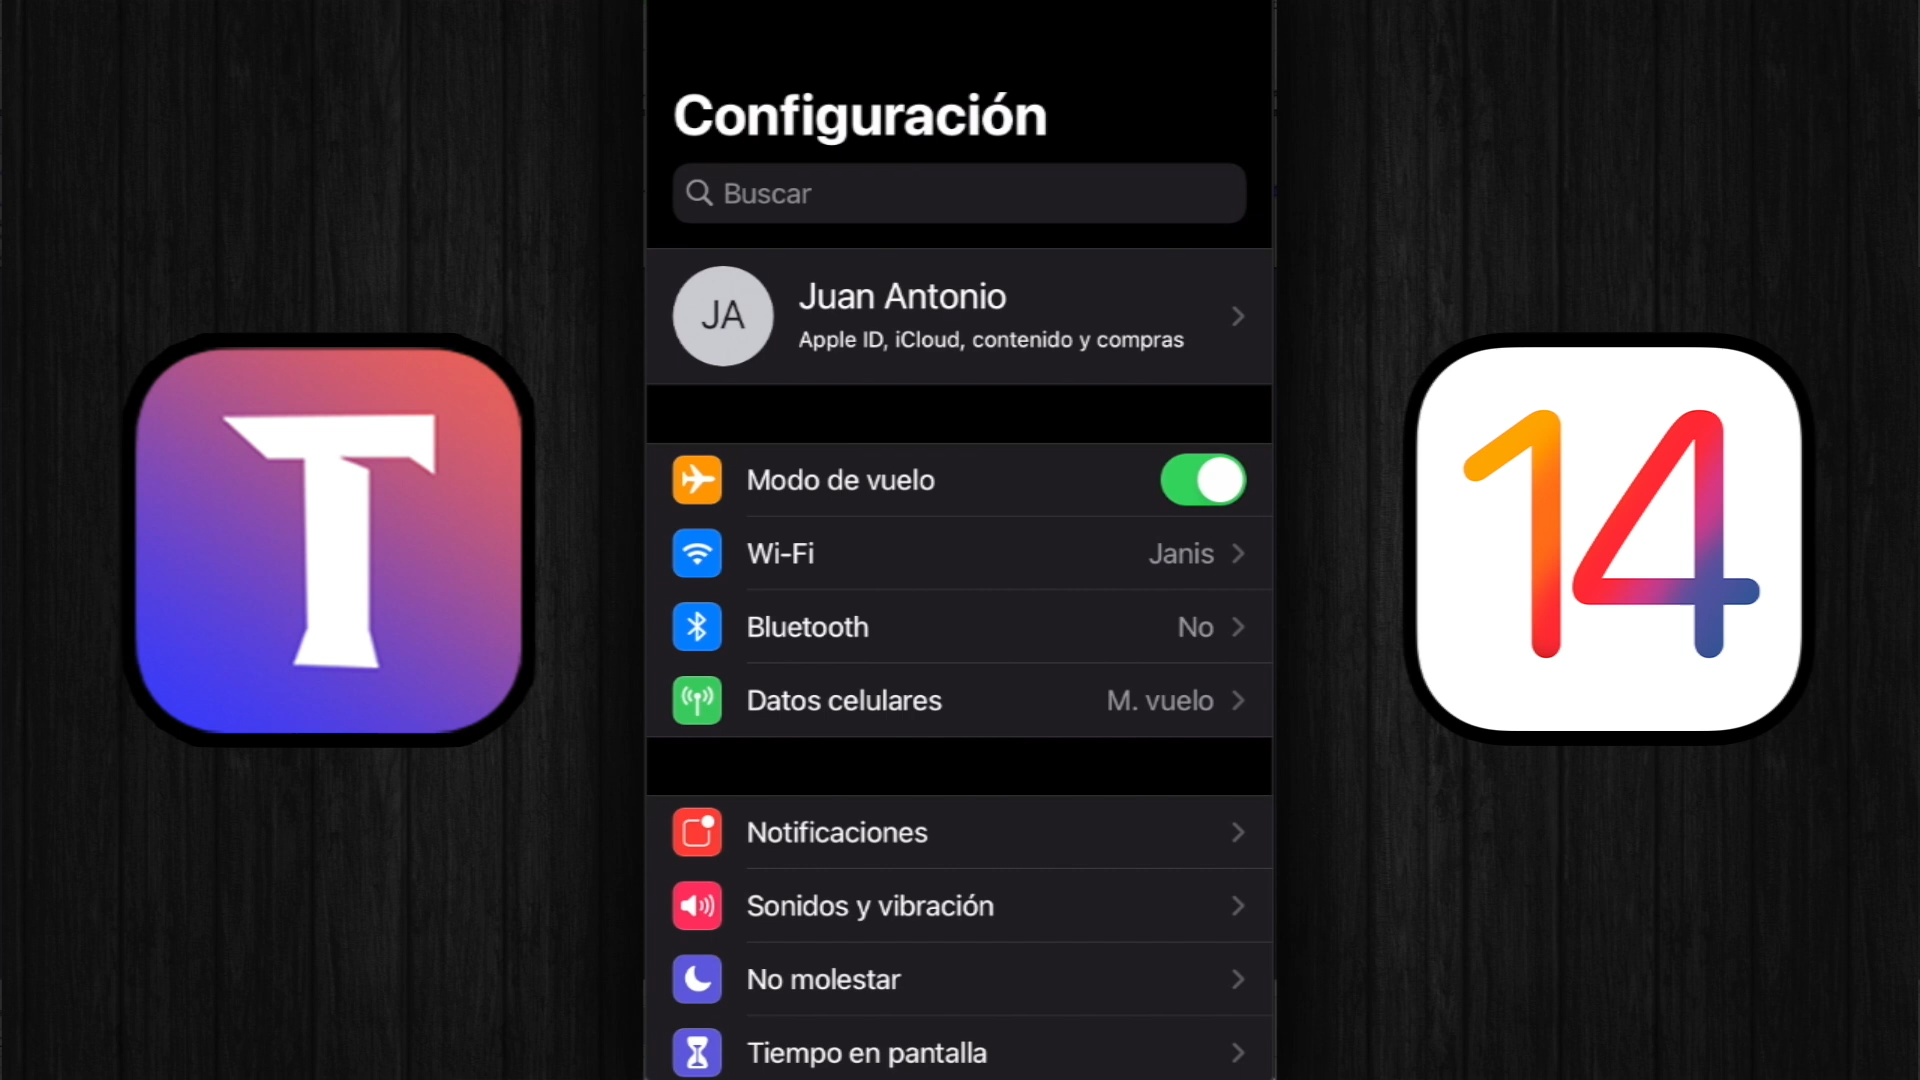 Configuración
Buscar
JA
Juan Antonio
Apple ID, iCloud, contenido y compras
Modo de vuelo
Wi-Fi Janis
Bluetooth No
Datos celulares M. vuelo
Notificaciones
Sonidos y vibración
No molestar
Tiempo en pantalla
T
14